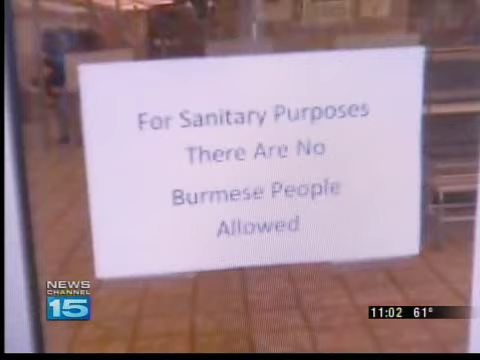 For Sanitary Purposes
There Are No
Burmese People
Allowed
NEWS
CHANNEL
15
11:02 61°